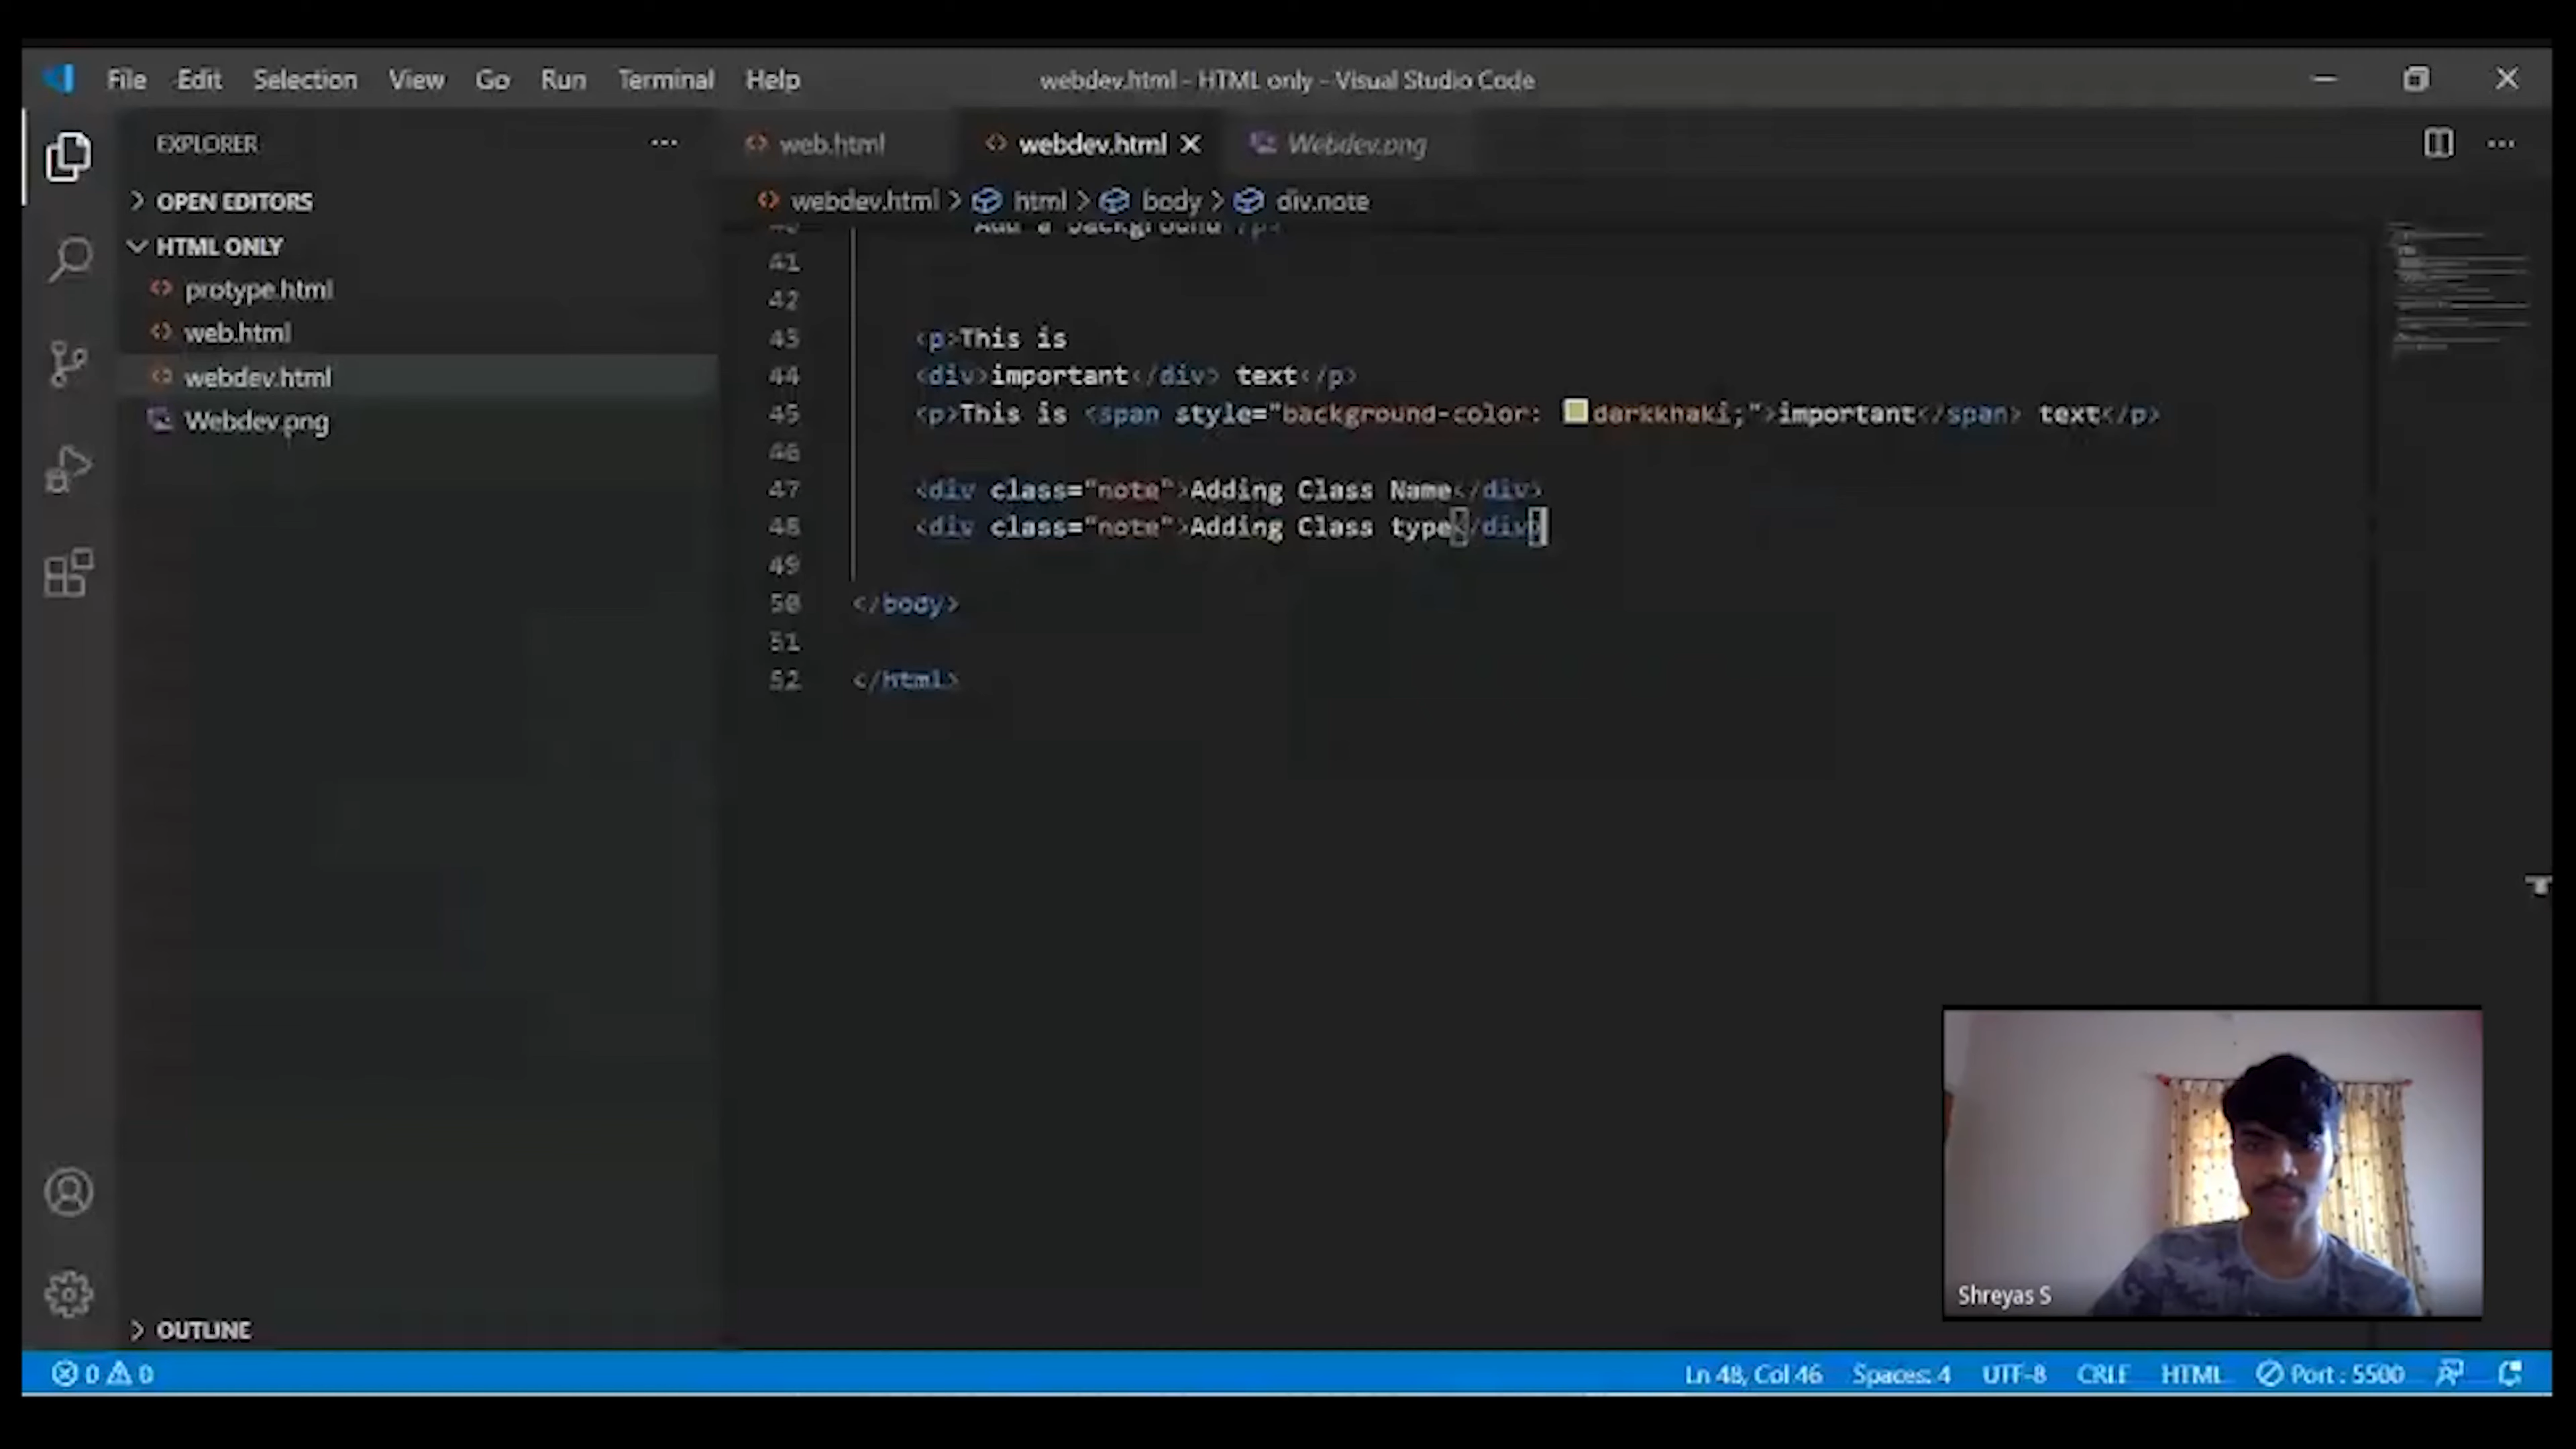 File Edit Selection View Go Run Terminal Help
webdev.html - HTML only - Visual Studio Code
EXPLORER
OPEN EDITORS
HTML ONLY
protype.html
web.html
webdev.html
Webdev.png
OUTLINE
web.html webdev.html Webdev.png
webdev.html > html > body > div.note
Add a background</p>
41
42
43 <p>This is
44 <div>important</div> text</p>
45 <p>This is <span style="background-color: darkkhaki;">important</span> text</p>
46
47 <div class="note">Adding Class Name</div>
48 <div class="note">Adding Class type</div>
49
50 </body>
51
52 </html>
Shreyas S
0 0 Ln 48, Col 46 Spaces: 4 UTF-8 CRLF HTML Port : 5500